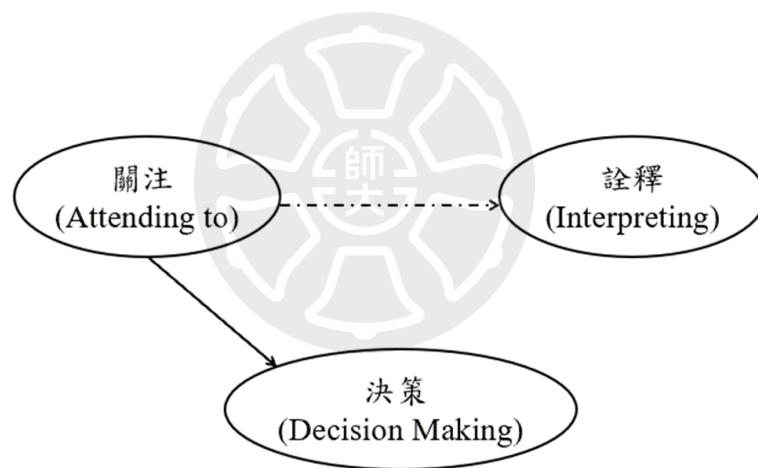 師大
關注
(Attending to)
詮釋
(Interpreting)
決策
(Decision Making)